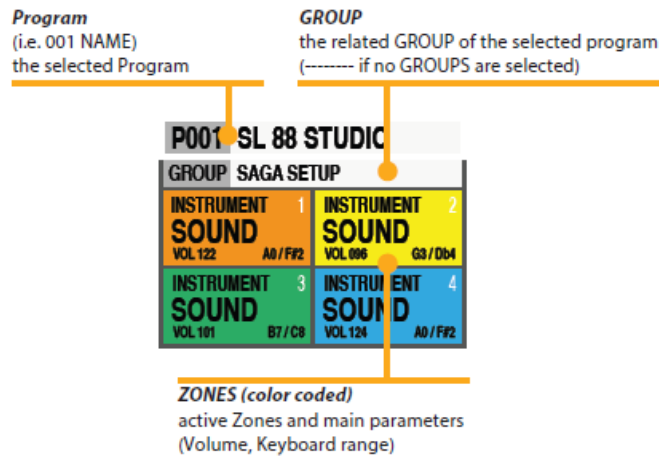 Program
(i.e. 001 NAME)
the selected Program
GROUP
the related GROUP of the selected program
(-------- if no GROUPS are selected)
P001 SL 88 STUDIO
GROUP SAGA SETUP
INSTRUMENT 1
SOUND
VOL 122 A0 / F#2
INSTRUMENT 2
SOUND
VOL 096 G3 / Db4
INSTRUMENT 3
SOUND
VOL 101 B7 / C8
INSTRUMENT 4
SOUND
VOL 124 A0 / F#2
ZONES (color coded)
active Zones and main parameters
(Volume, Keyboard range)